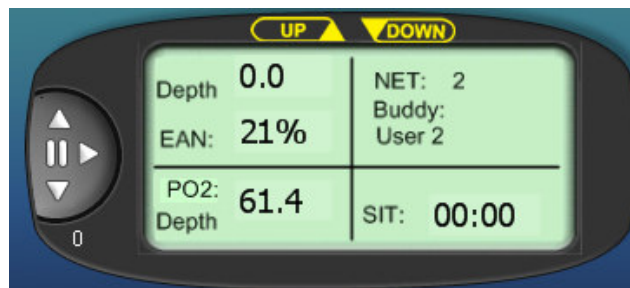 UP DOWN
Depth 0.0
EAN: 21%
NET: 2
Buddy:
User 2
PO2:
Depth 61.4
SIT: 00:00
0